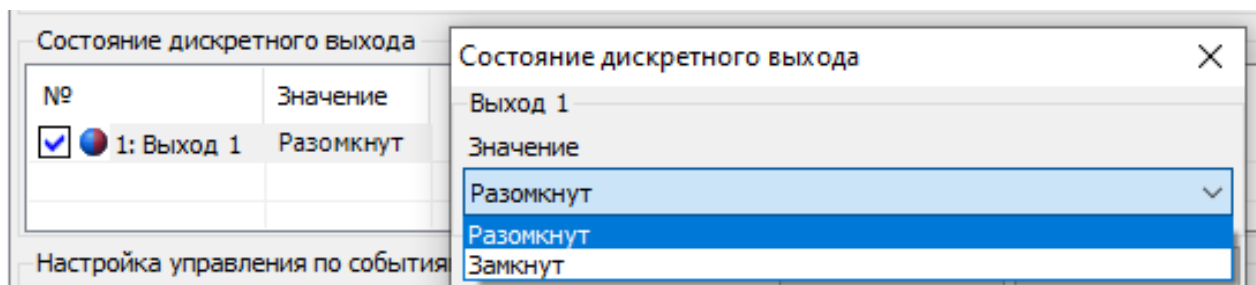 Состояние дискретного выхода
№ Значение
1: Выход 1 Разомкнут
Настройка управления по
Состояние дискретного выхода
Выход 1
Значение
Разомкнут
Разомкнут
Замкнут